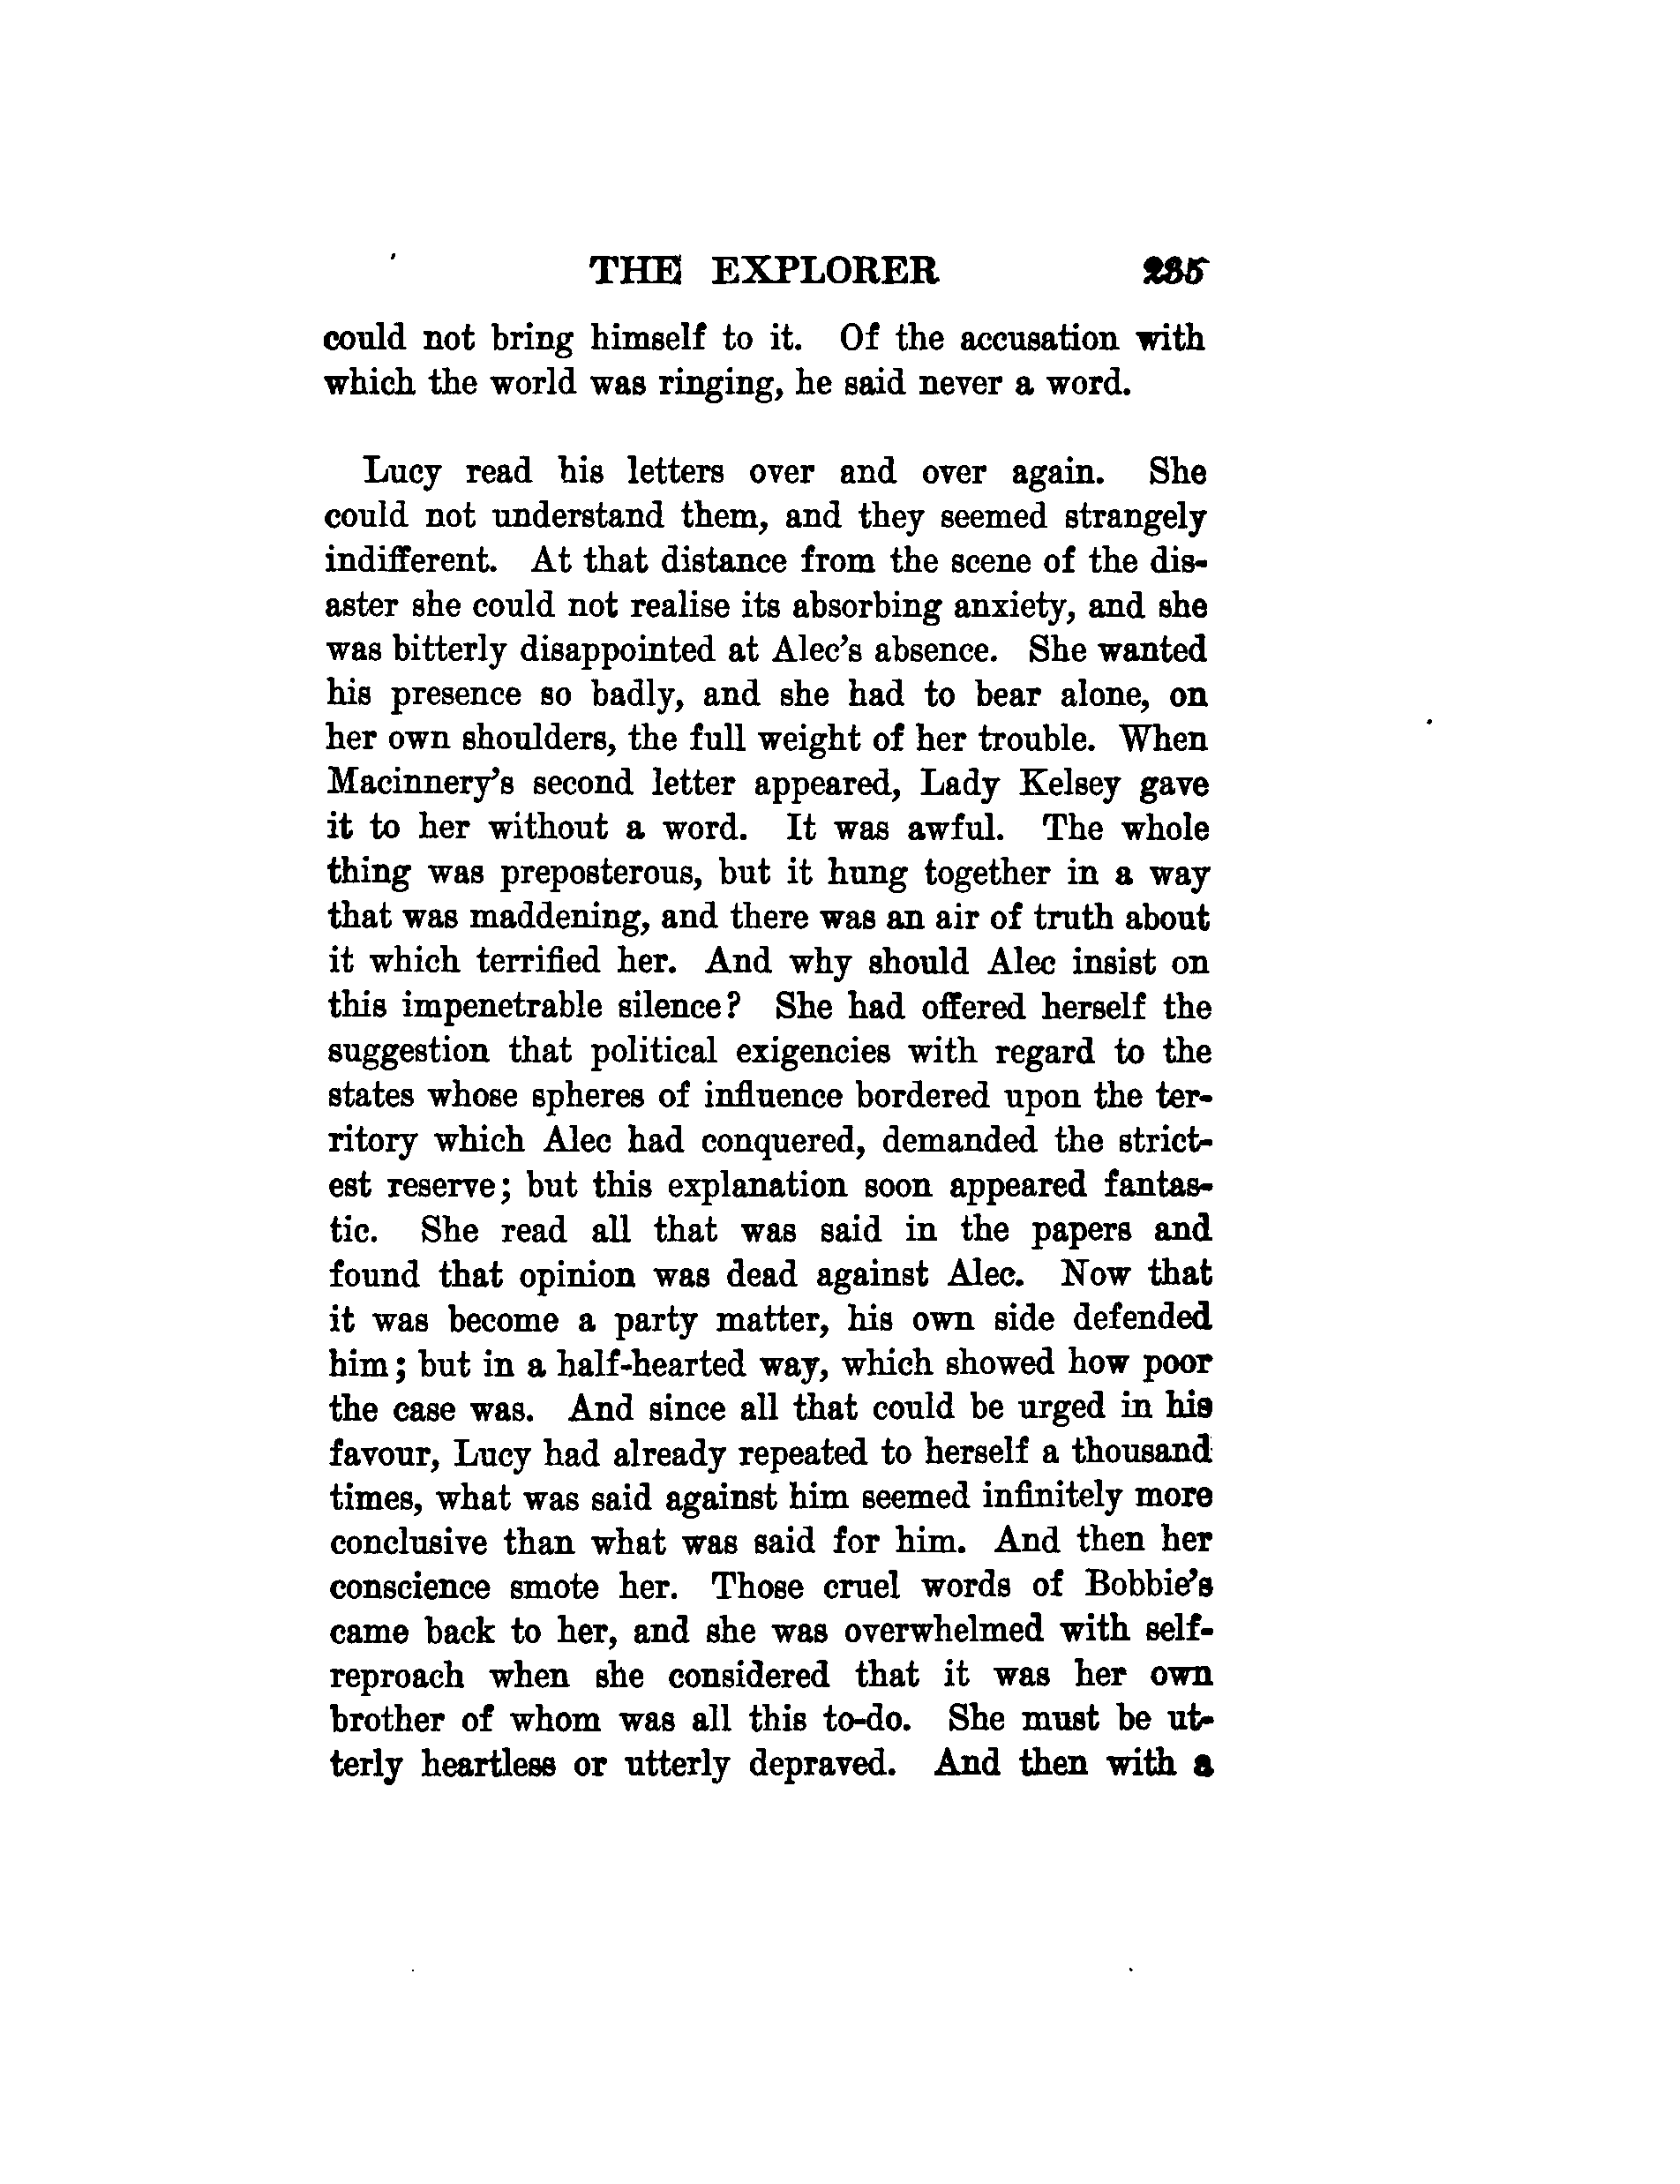 THE EXPLORER 235
could not bring himself to it. Of the accusation with
which the world was ringing, he said never a word.
Lucy read his letters over and over again. She
could not understand them, and they seemed strangely
indifferent. At that distance from the scene of the dis-
aster she could not realise its absorbing anxiety, and she
was bitterly disappointed at Alec's absence. She wanted
his presence so badly, and she had to bear alone, on
her own shoulders, the full weight of her trouble. When
Macinnery's second letter appeared, Lady Kelsey gave
it to her without a word. It was awful. The whole
thing was preposterous, but it hung together in a way
that was maddening, and there was an air of truth about
it which terrified her. And why should Alec insist on
this impenetrable silence? She had offered herself the
suggestion that political exigencies with regard to the
states whose spheres of influence bordered upon the ter-
ritory which Alec had conquered, demanded the strict-
est reserve; but this explanation soon appeared fantas-
tic. She read all that was said in the papers and
found that opinion was dead against Alec. Now that
it was become a party matter, his own side defended
him; but in a half-hearted way, which showed how poor
the case was. And since all that could be urged in his
favour, Lucy had already repeated to herself a thousand
times, what was said against him seemed infinitely more
conclusive than what was said for him. And then her
conscience smote her. Those cruel words of Bobbie's
came back to her, and she was overwhelmed with self-
reproach when she considered that it was her own
brother of whom was all this to-do. She must be ut-
terly heartless or utterly depraved. And then with a